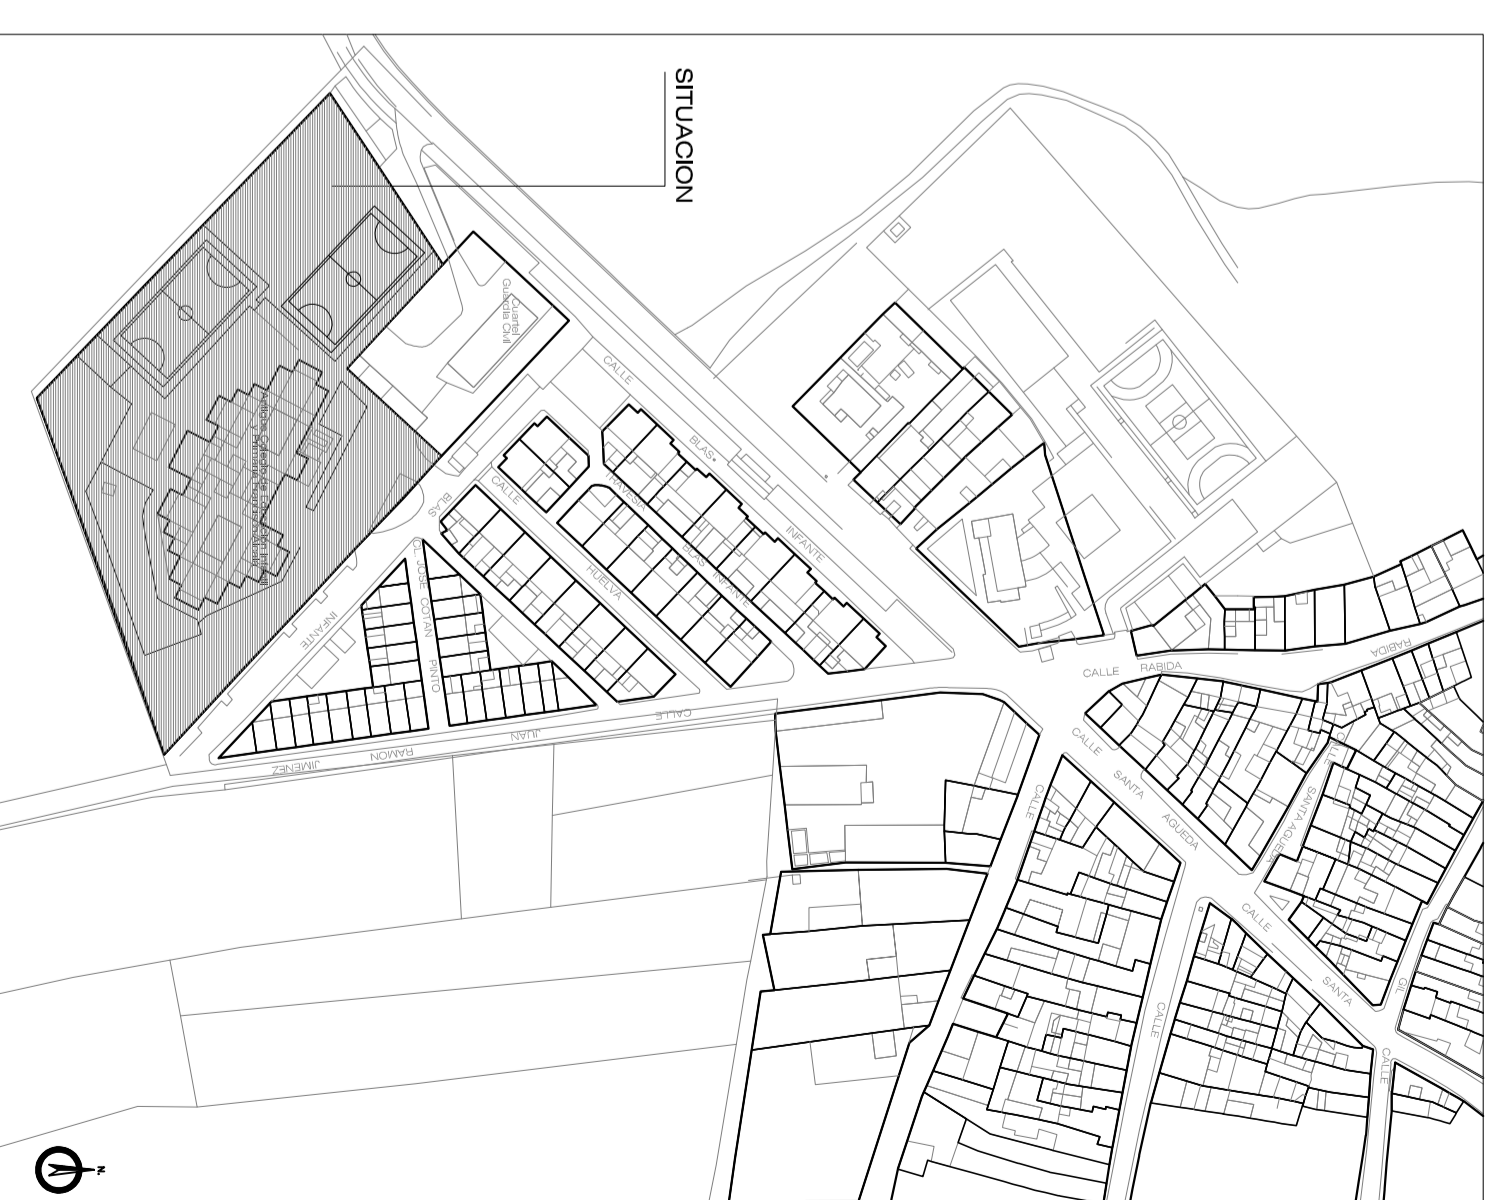 SITUACION
Cuartel
Guardia Civil
CALLE
BLAS
INFANTE
CALLE
HUELVA
TRAVESIA
BLAS INFANTE
BLAS
INFANTE
CL. JOSE COTAN PINTO
CALLE
JUAN
RAMON
JIMENEZ
CALLE RABIDA
RABIDA
CALLE
SANTA
AGUEDA
CALLE
SANTA AGUEDA
CALLE
CALLE
SANTA
GIL
CALLE
CALLE
N.